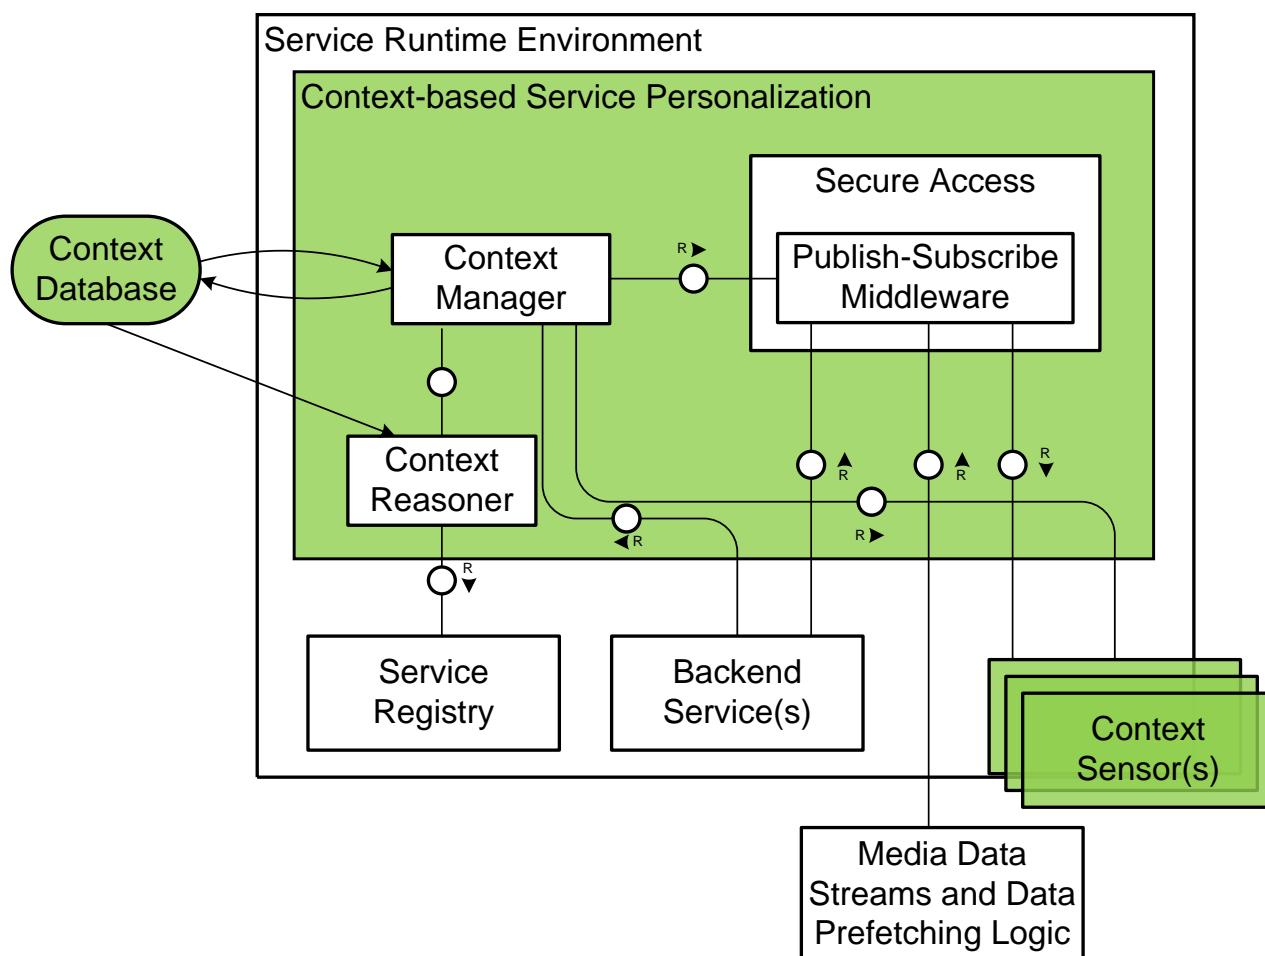 Service Runtime Environment
Context-based Service Personalization
Secure Access
Context
Database
Context
Manager
R
Publish-Subscribe
Middleware
Context
Reasoner
R
R
R
R
R
R
Service
Registry
Backend
Service(s)
Context
Sensor(s)
Media Data
Streams and Data
Prefetching Logic